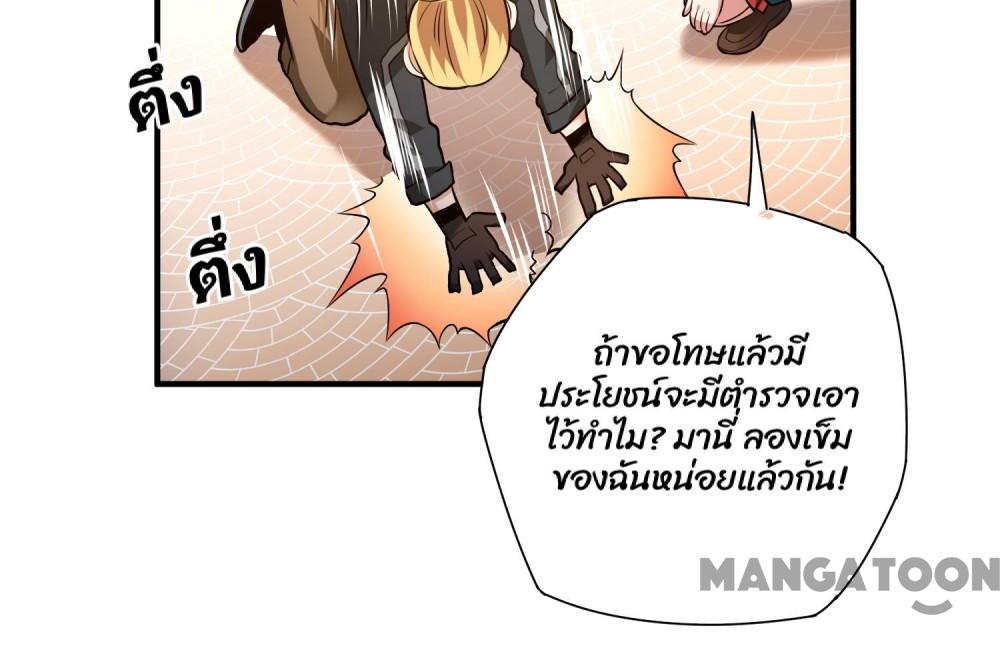 ตึ่ง
ตึ่ง
ถ้าขอโทษแล้วมี
ประโยชน์จะมีตำรวจเอา
ไว้ทำไม? มานี่ ลองเข็ม
ของฉันหน่อยแล้วกัน!
MANGATOON